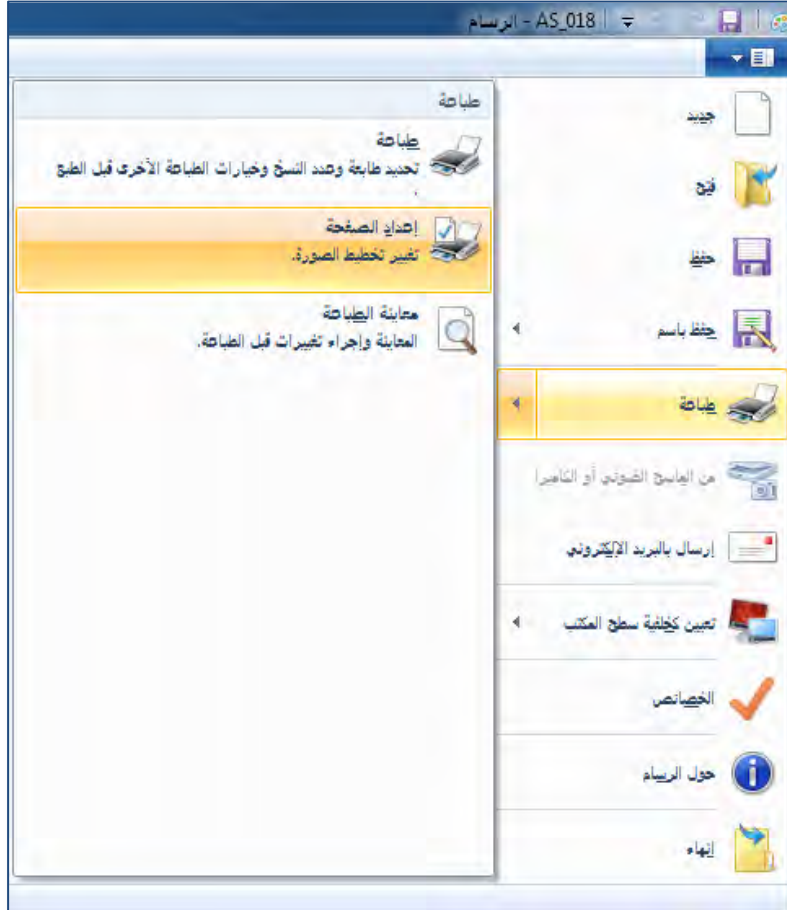 AS_018 - الرسام
جديد
فتح
حفظ
حفظ باسم
طباعة
من الماسح الضوئي أو الكاميرا
إرسال بالبريد الإلكتروني
تعيين كخلفية سطح المكتب
الخصائص
حول الرسام
إنهاء
طباعة
طباعة
تحديد طابعة وعدد النسخ وخيارات الطباعة الأخرى قبل الطبع
.
إعداد الصفحة
تغيير تخطيط الصورة.
معاينة الطباعة
المعاينة وإجراء تغييرات قبل الطباعة.